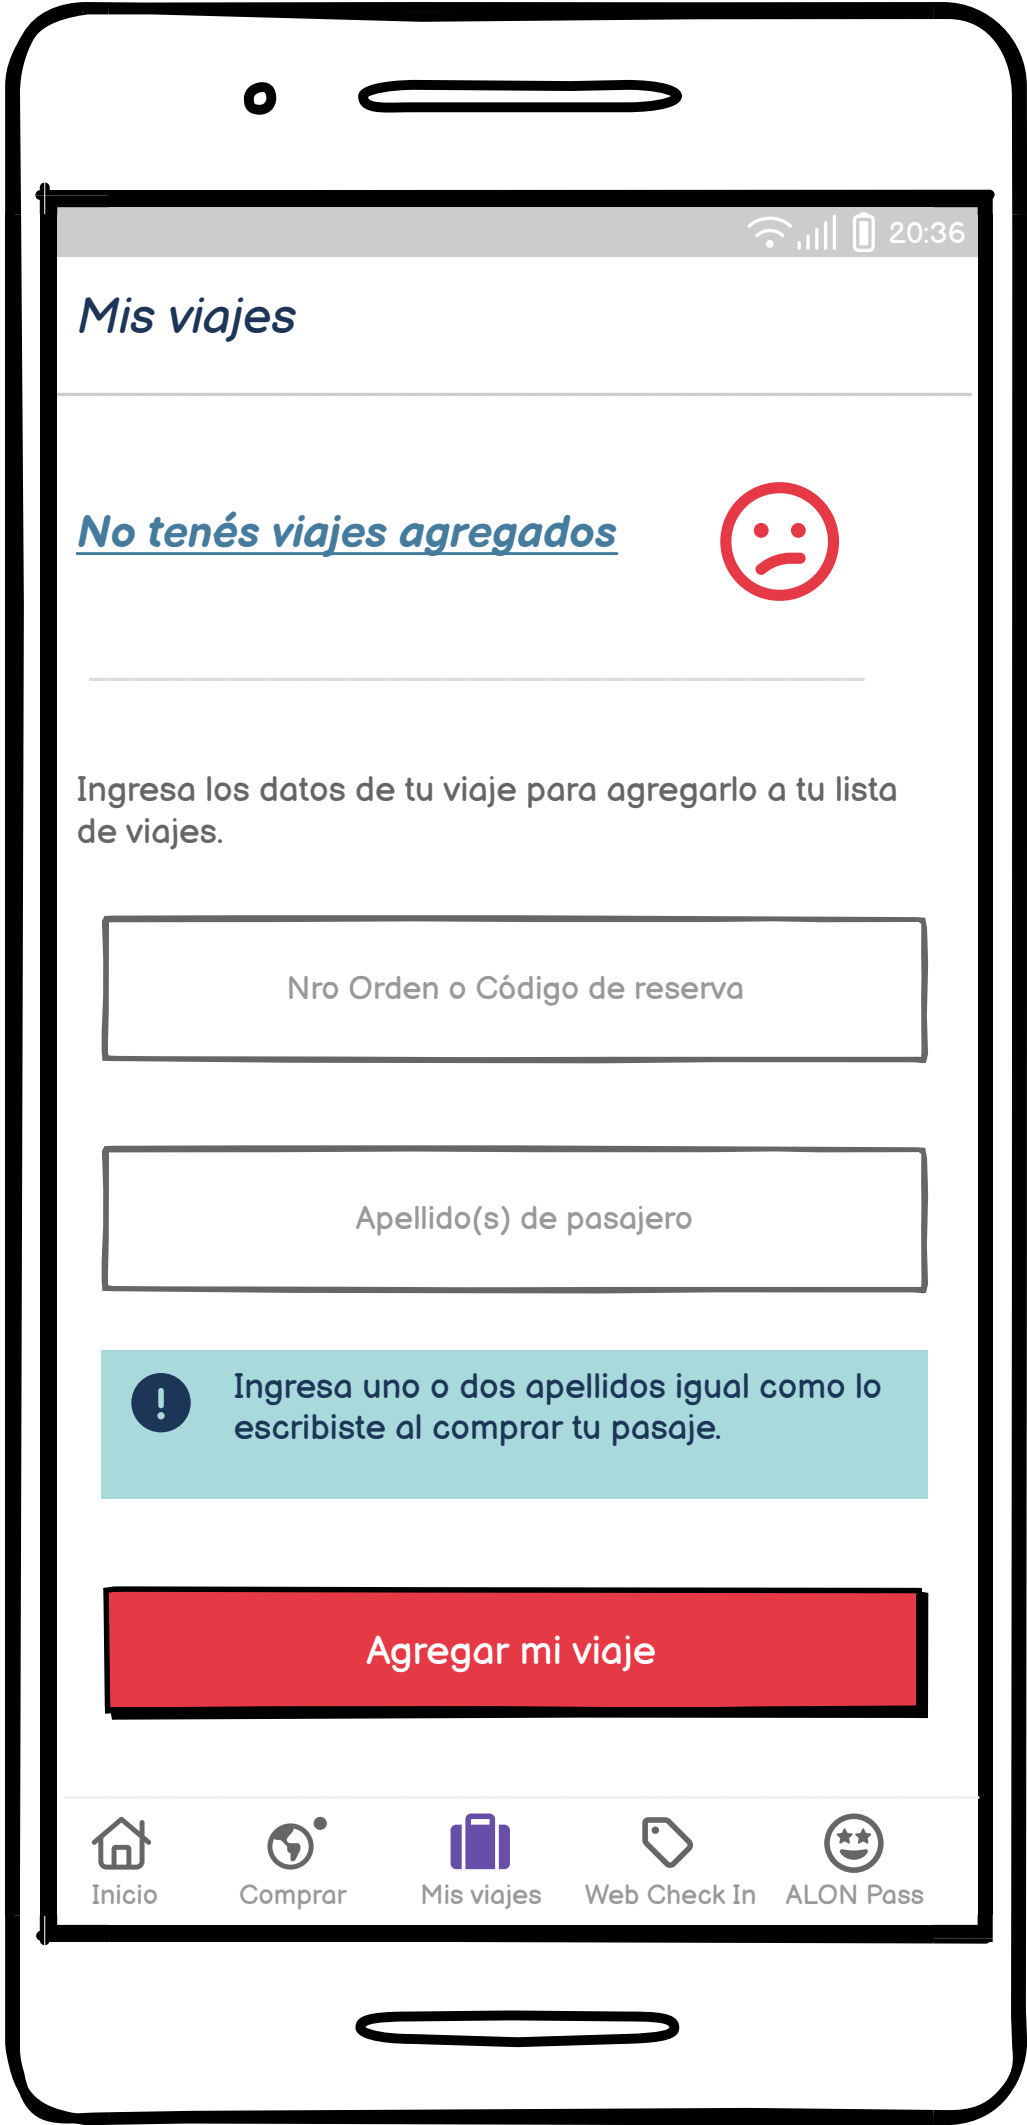 20:36
Mis viajes
No tenés viajes agregados
Ingresa los datos de tu viaje para agregarlo a tu lista
de viajes.
Nro Orden o Código de reserva
Apellido(s) de pasajero
Ingresa uno o dos apellidos igual como lo
escribiste al comprar tu pasaje.
Agregar mi viaje
Inicio
Comprar
Mis viajes
Web Check In
ALON Pass